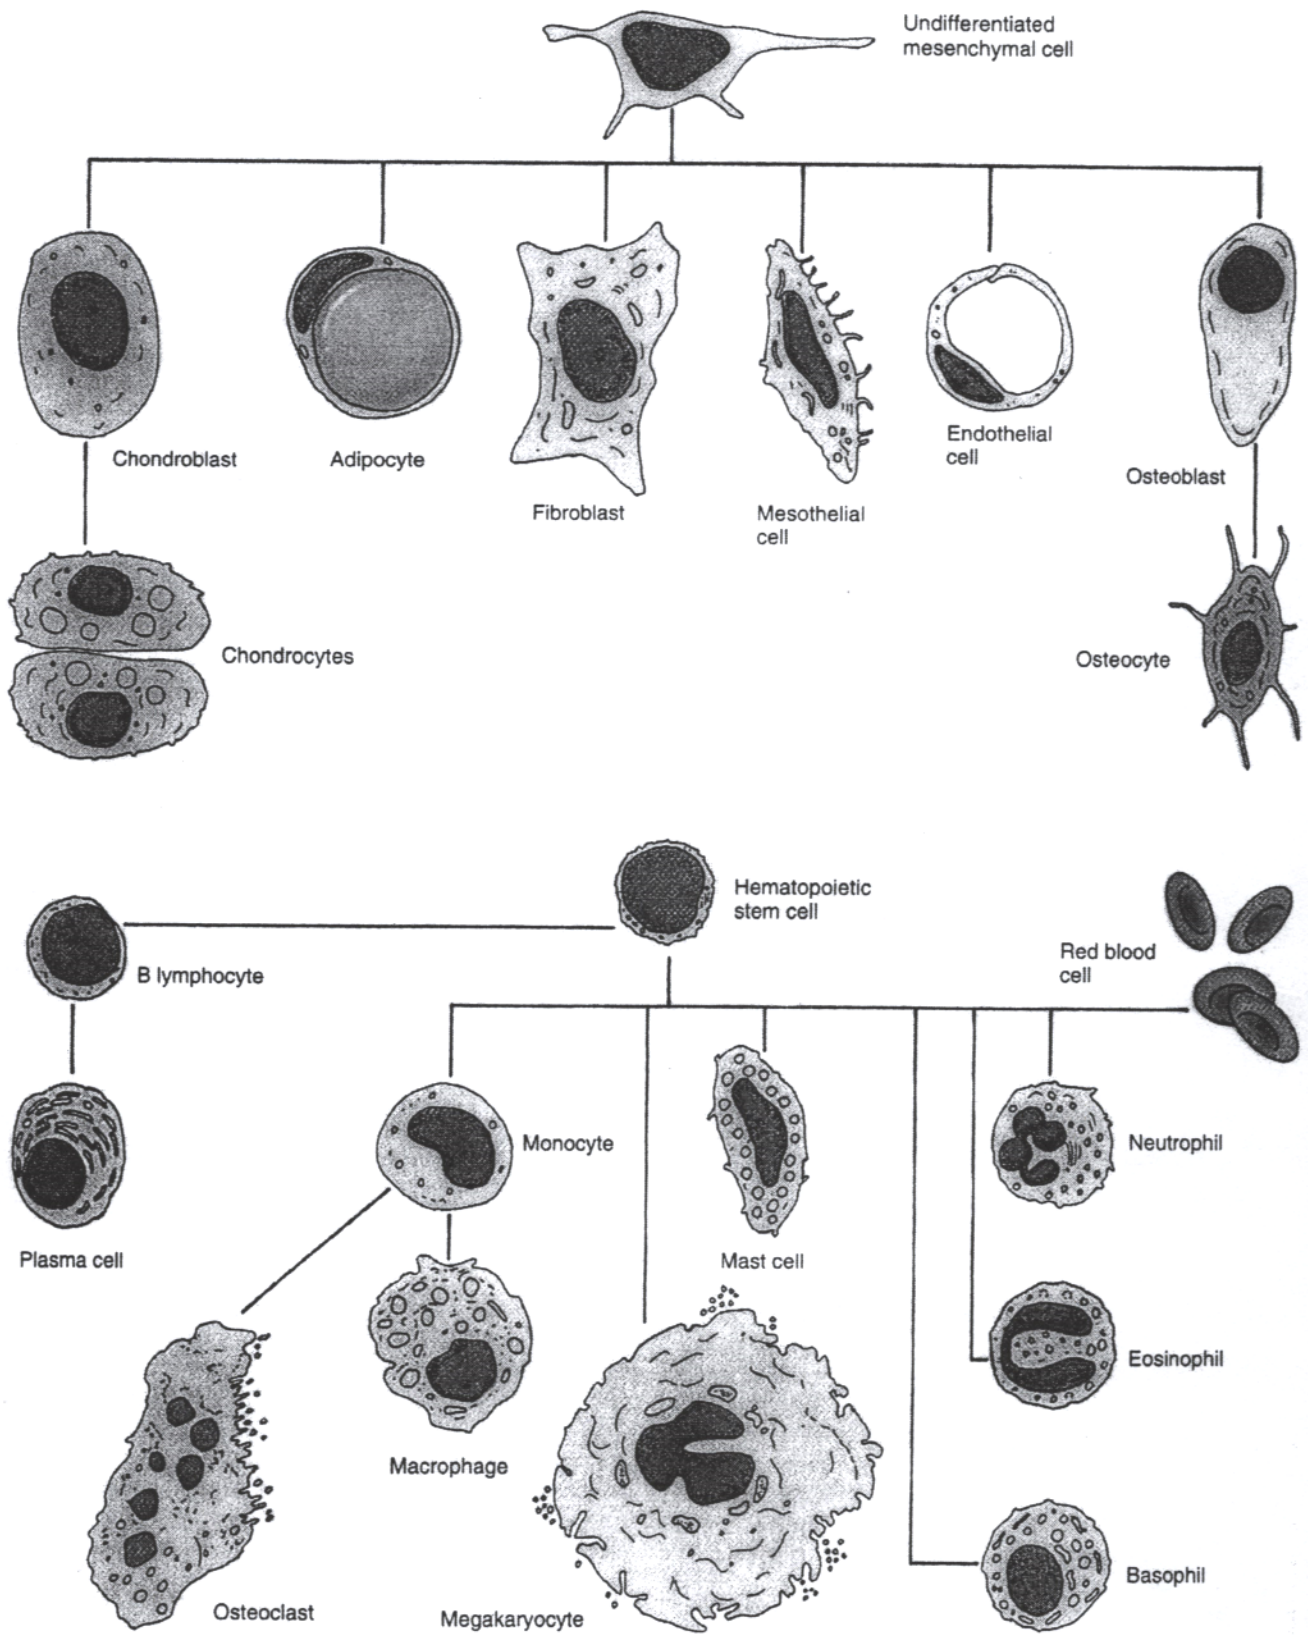 Undifferentiated
mesenchymal cell
Chondroblast
Adipocyte
Fibroblast
Mesothelial
cell
Endothelial
cell
Osteoblast
Chondrocytes
Osteocyte
Hematopoietic
stem cell
B lymphocyte
Red blood
cell
Plasma cell
Monocyte
Mast cell
Neutrophil
Macrophage
Eosinophil
Osteoclast
Megakaryocyte
Basophil